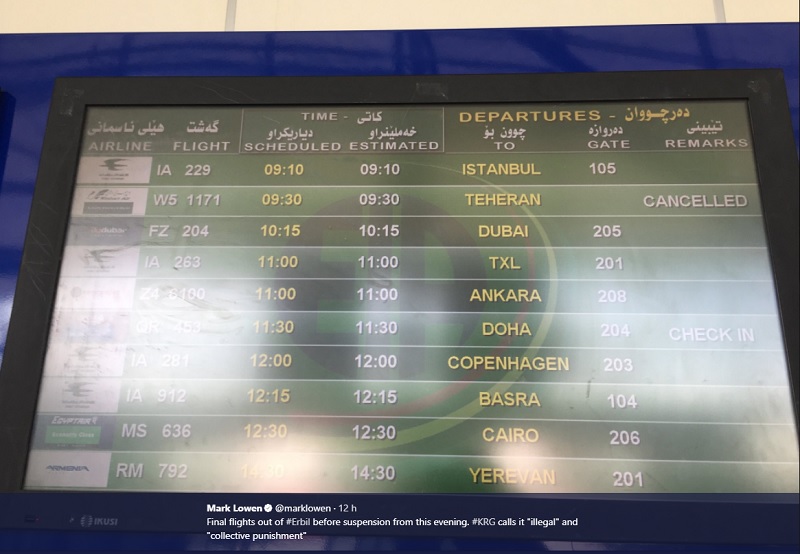 TIME - کاتی DEPARTURES - دەرچووان
هێلی ئاسمانی گەشت دیاریکراو خەملێنراو چوون بۆ دەروازە تێبینی
AIRLINE FLIGHT SCHEDULED ESTIMATED TO GATE REMARKS
IA 229 09:10 09:10 ISTANBUL 105
W5 1171 09:30 09:30 TEHERAN CANCELLED
FZ 204 10:15 10:15 DUBAI 205
IA 263 11:00 11:00 TXL 201
Z4 6100 11:00 11:00 ANKARA 208
QR 453 11:30 11:30 DOHA 204 CHECK IN
IA 281 12:00 12:00 COPENHAGEN 203
IA 912 12:15 12:15 BASRA 104
EGYPTAIR MS 636 12:30 12:30 CAIRO 206
ARMENIA RM 792 14:30 14:30 YEREVAN 201
IKUSI
Mark Lowen @marklowen · 12 h
Final flights out of #Erbil before suspension from this evening. #KRG calls it "illegal" and
"collective punishment"